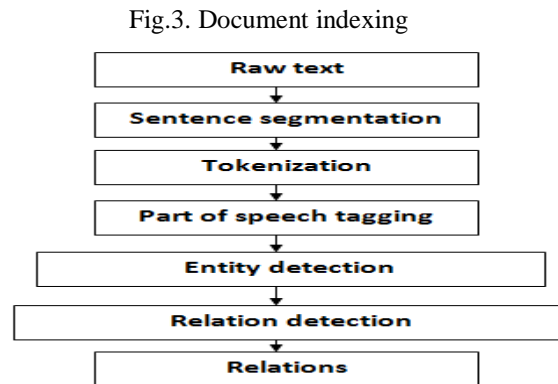 Fig.3. Document indexing
Raw text
Sentence segmentation
Tokenization
Part of speech tagging
Entity detection
Relation detection
Relations